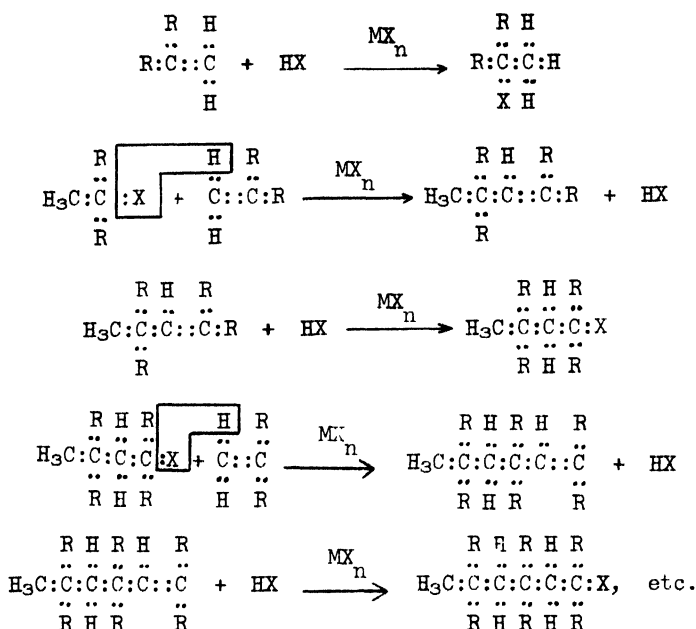 R H MXn R H
R:C::C + HX R:C:C:H
H X H
R H R MXn R H R
H3C:C:X + C::C:R H3C:C:C::C:R + HX
R H R
R H R MXn R H R
H3C:C:C::C:R + HX H3C:C:C:C:X
R R H R
R H R H R MXn R H R H R
H3C:C:C:C:X + C::C H3C:C:C:C:C::C + HX
R H R H R R H R R
R H R H R MXn R H R H R
H3C:C:C:C:C::C + HX H3C:C:C:C:C:C:X, etc.
R H R R R H R H R